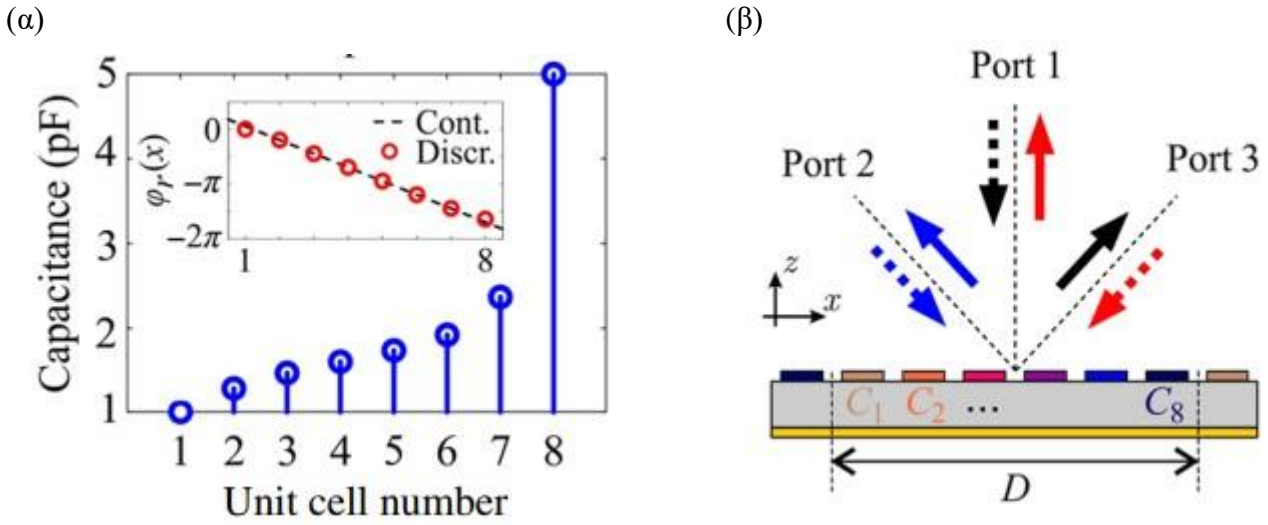 (α)
(β)
Capacitance (pF)
5
4
3
2
1
φᵣ(x)
0
−π
−2π
1
8
Cont.
Discr.
1 2 3 4 5 6 7 8
Unit cell number
Port 1
Port 2
Port 3
z
x
C₁ C₂ ... C₈
D